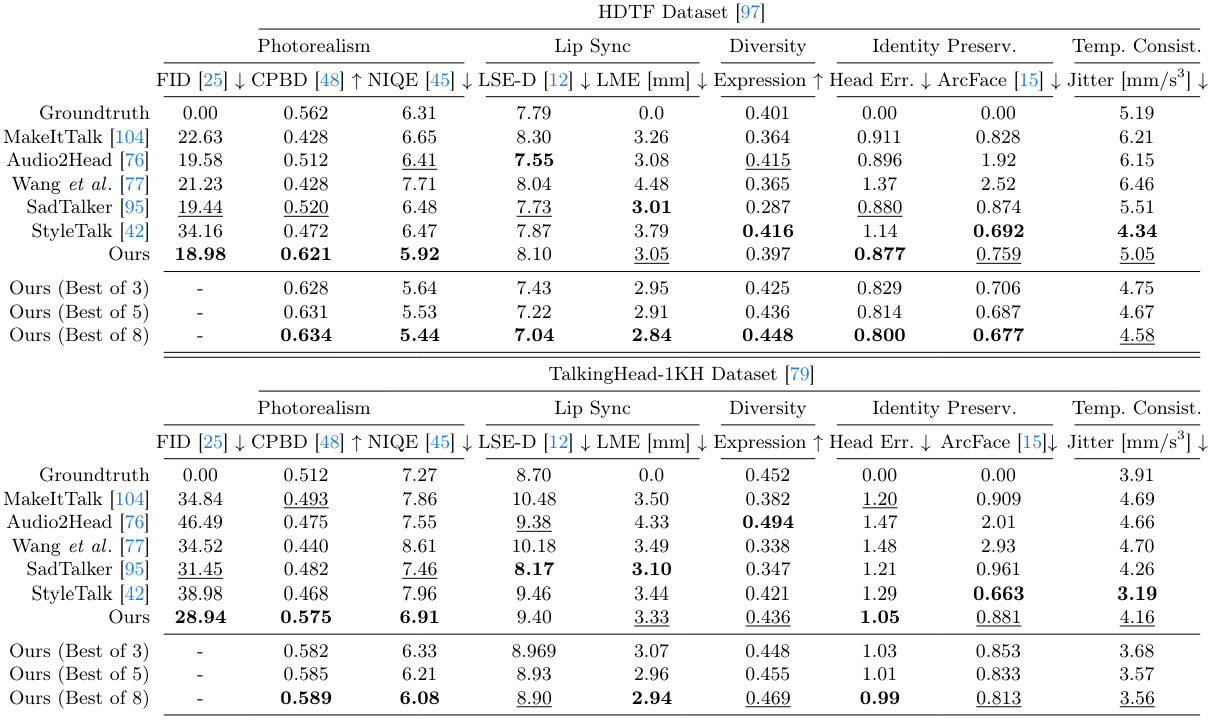 HDTF Dataset [97]
Photorealism Lip Sync Diversity Identity Preserv. Temp. Consist.
FID [25] ↓ CPBD [48] ↑ NIQE [45] ↓ LSE-D [12] ↓ LME [mm] ↓ Expression ↑ Head Err. ↓ ArcFace [15] ↓ Jitter [mm/s³] ↓
Groundtruth 0.00 0.562 6.31 7.79 0.0 0.401 0.00 0.00 5.19
MakeItTalk [104] 22.63 0.428 6.65 8.30 3.26 0.364 0.911 0.828 6.21
Audio2Head [76] 19.58 0.512 6.41 7.55 3.08 0.415 0.896 1.92 6.15
Wang et al. [77] 21.23 0.428 7.71 8.04 4.48 0.365 1.37 2.52 6.46
SadTalker [95] 19.44 0.520 6.48 7.73 3.01 0.287 0.880 0.874 5.51
StyleTalk [42] 34.16 0.472 6.47 7.87 3.79 0.416 1.14 0.692 4.34
Ours 18.98 0.621 5.92 8.10 3.05 0.397 0.877 0.759 5.05
Ours (Best of 3) - 0.628 5.64 7.43 2.95 0.425 0.829 0.706 4.75
Ours (Best of 5) - 0.631 5.53 7.22 2.91 0.436 0.814 0.687 4.67
Ours (Best of 8) - 0.634 5.44 7.04 2.84 0.448 0.800 0.677 4.58
TalkingHead-1KH Dataset [79]
Photorealism Lip Sync Diversity Identity Preserv. Temp. Consist.
FID [25] ↓ CPBD [48] ↑ NIQE [45] ↓ LSE-D [12] ↓ LME [mm] ↓ Expression ↑ Head Err. ↓ ArcFace [15]↓ Jitter [mm/s³] ↓
Groundtruth 0.00 0.512 7.27 8.70 0.0 0.452 0.00 0.00 3.91
MakeItTalk [104] 34.84 0.493 7.86 10.48 3.50 0.382 1.20 0.909 4.69
Audio2Head [76] 46.49 0.475 7.55 9.38 4.33 0.494 1.47 2.01 4.66
Wang et al. [77] 34.52 0.440 8.61 10.18 3.49 0.338 1.48 2.93 4.70
SadTalker [95] 31.45 0.482 7.46 8.17 3.10 0.347 1.21 0.961 4.26
StyleTalk [42] 38.98 0.468 7.96 9.46 3.44 0.421 1.29 0.663 3.19
Ours 28.94 0.575 6.91 9.40 3.33 0.436 1.05 0.881 4.16
Ours (Best of 3) - 0.582 6.33 8.969 3.07 0.448 1.03 0.853 3.68
Ours (Best of 5) - 0.585 6.21 8.93 2.96 0.455 1.01 0.833 3.57
Ours (Best of 8) - 0.589 6.08 8.90 2.94 0.469 0.99 0.813 3.56